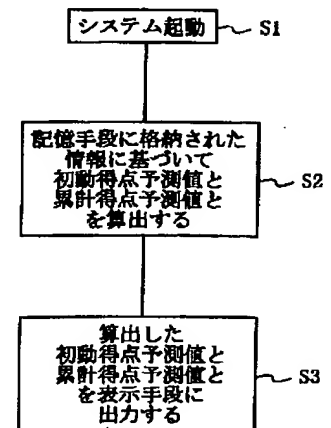 システム起動
S1
記憶手段に格納された
情報に基づいて
初動得点予測値と
累計得点予測値と
を算出する
S2
算出した
初動得点予測値と
累計得点予測値と
を表示手段に
出力する
S3